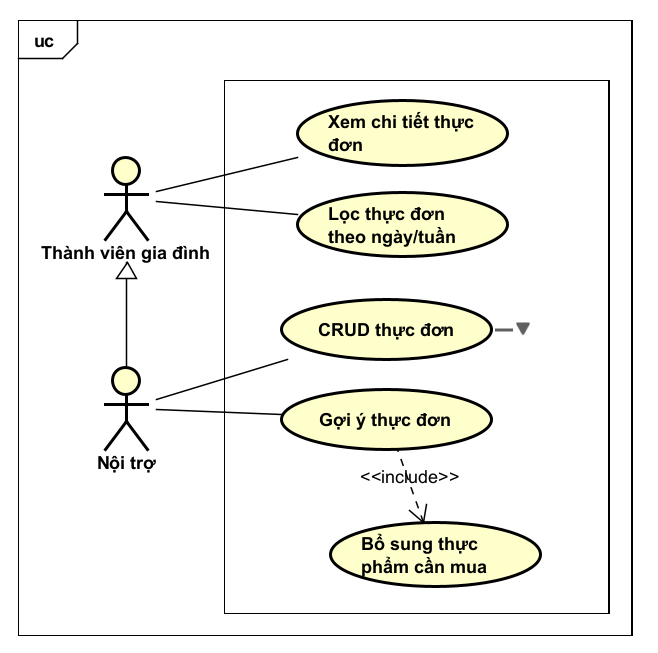 uc
Xem chi tiết thực
đơn
Lọc thực đơn
theo ngày/tuần
Thành viên gia đình
CRUD thực đơn
Gợi ý thực đơn
Nội trợ
<<include>>
Bổ sung thực
phẩm cần mua